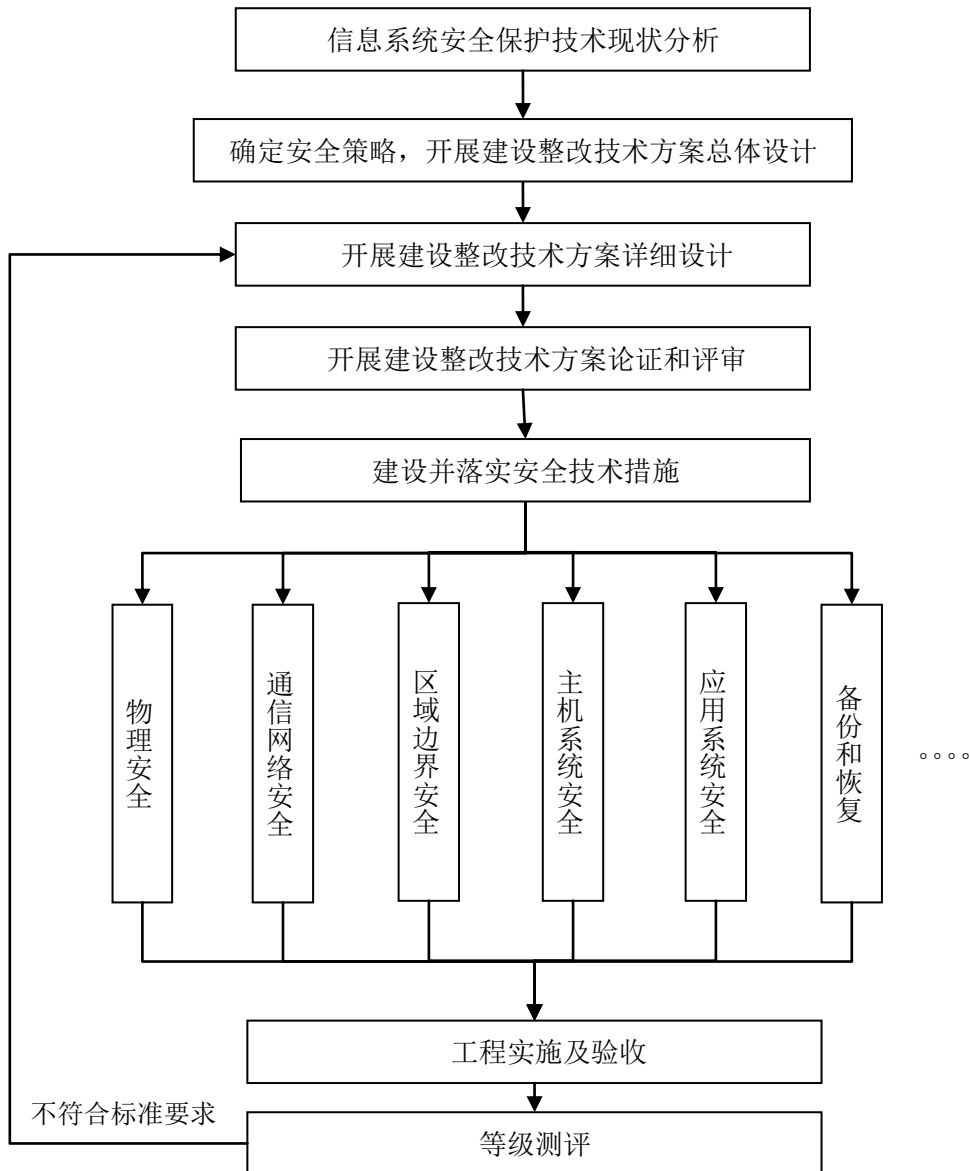 信息系统安全保护技术现状分析
确定安全策略，开展建设整改技术方案总体设计
开展建设整改技术方案详细设计
开展建设整改技术方案论证和评审
建设并落实安全技术措施
物理安全
通信网络安全
区域边界安全
主机系统安全
应用系统安全
备份和恢复
。。。。
工程实施及验收
不符合标准要求
等级测评